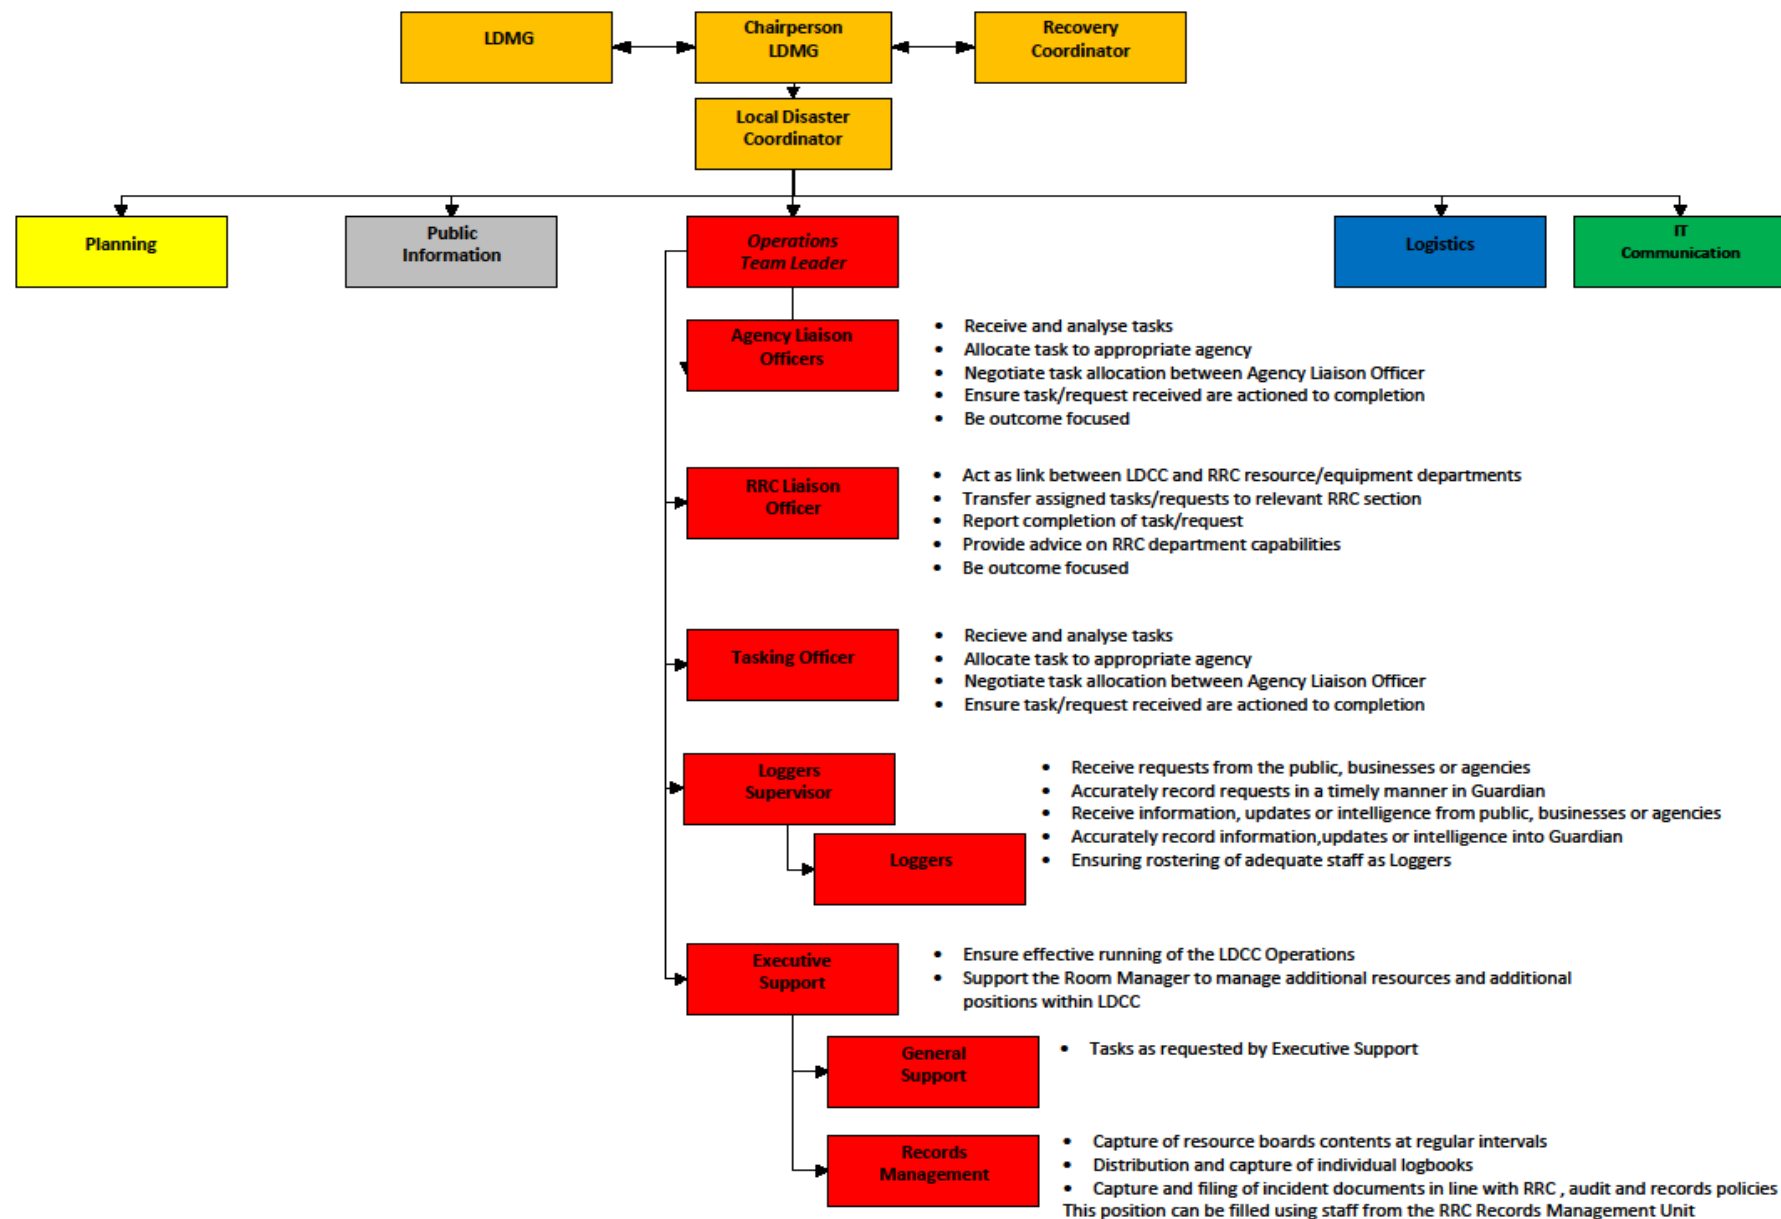 LDMG
Chairperson
LDMG
Recovery
Coordinator
Local Disaster
Coordinator
Planning
Public
Information
Operations
Team Leader
Logistics
IT
Communication
Agency Liaison
Officers
• Receive and analyse tasks
• Allocate task to appropriate agency
• Negotiate task allocation between Agency Liaison Officer
• Ensure task/request received are actioned to completion
• Be outcome focused
RRC Liaison
Officer
• Act as link between LDCC and RRC resource/equipment departments
• Transfer assigned tasks/requests to relevant RRC section
• Report completion of task/request
• Provide advice on RRC department capabilities
• Be outcome focused
Tasking Officer
• Recieve and analyse tasks
• Allocate task to appropriate agency
• Negotiate task allocation between Agency Liaison Officer
• Ensure task/request received are actioned to completion
Loggers
Supervisor
• Receive requests from the public, businesses or agencies
• Accurately record requests in a timely manner in Guardian
• Receive information, updates or intelligence from public, businesses or agencies
• Accurately record information,updates or intelligence into Guardian
• Ensuring rostering of adequate staff as Loggers
Loggers
Executive
Support
• Ensure effective running of the LDCC Operations
• Support the Room Manager to manage additional resources and additional
positions within LDCC
General
Support
• Tasks as requested by Executive Support
Records
Management
• Capture of resource boards contents at regular intervals
• Distribution and capture of individual logbooks
• Capture and filing of incident documents in line with RRC , audit and records policies
This position can be filled using staff from the RRC Records Management Unit